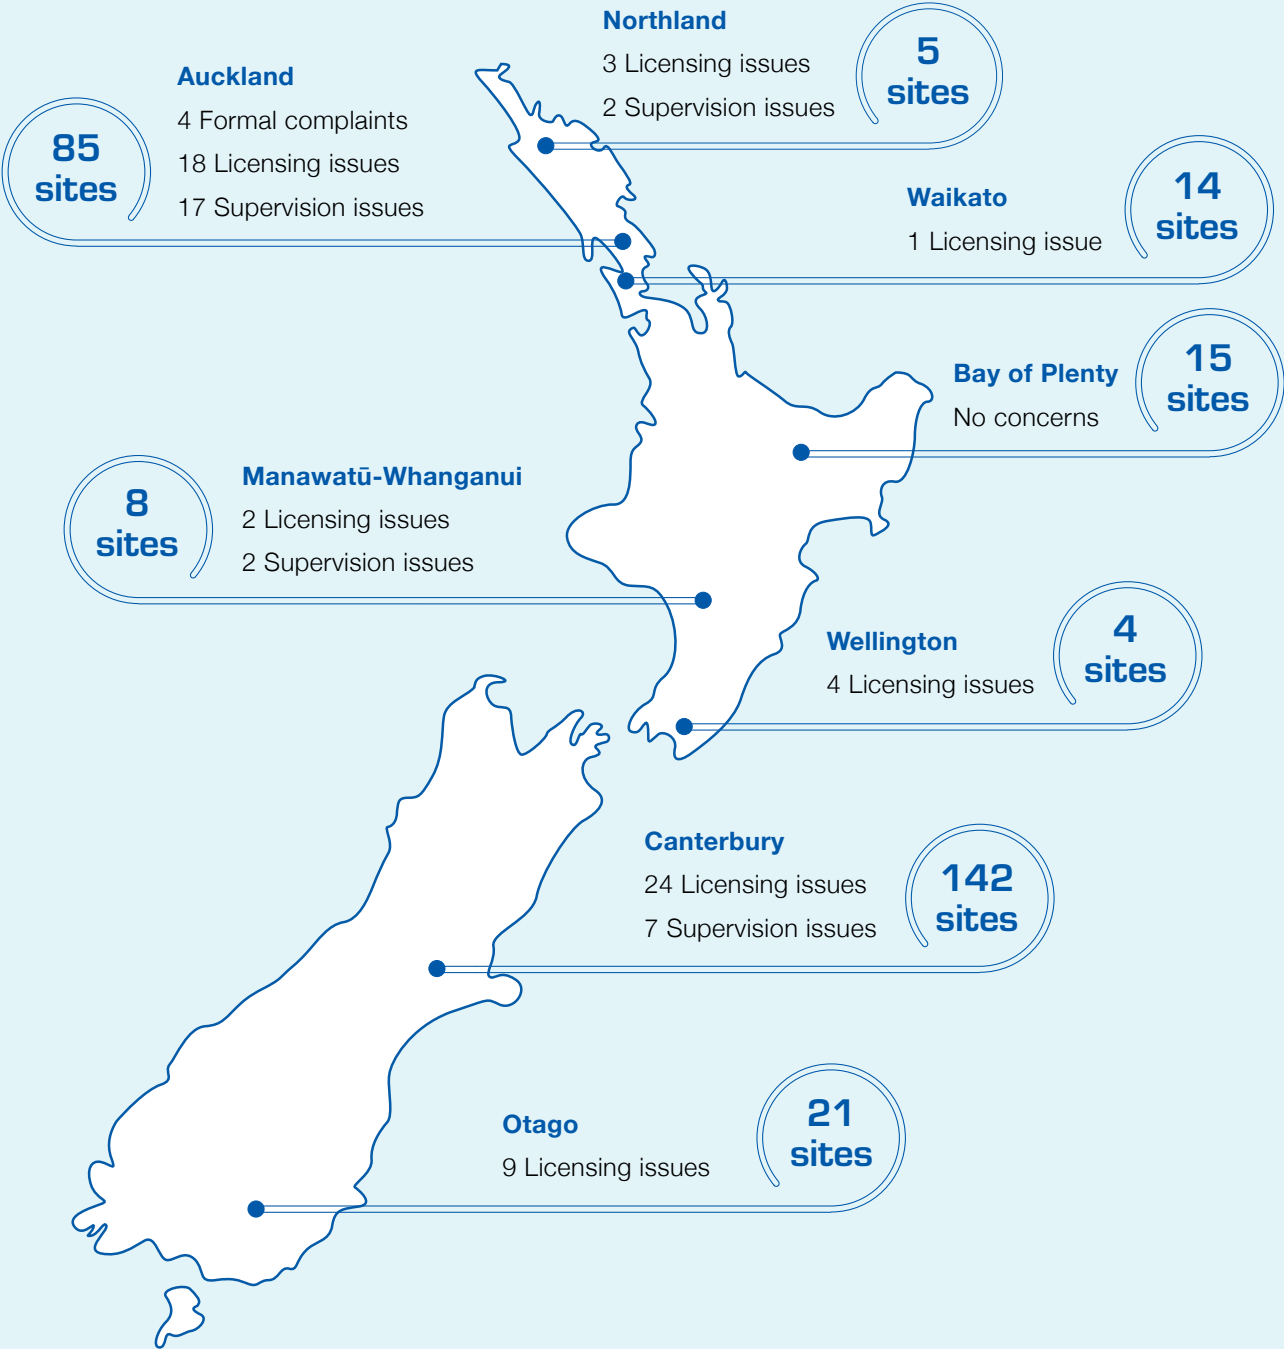 Northland
3 Licensing issues
2 Supervision issues
5
sites
Auckland
4 Formal complaints
18 Licensing issues
17 Supervision issues
85
sites
Waikato
1 Licensing issue
14
sites
Bay of Plenty
No concerns
15
sites
Manawatū-Whanganui
2 Licensing issues
2 Supervision issues
8
sites
Wellington
4 Licensing issues
4
sites
Canterbury
24 Licensing issues
7 Supervision issues
142
sites
Otago
9 Licensing issues
21
sites